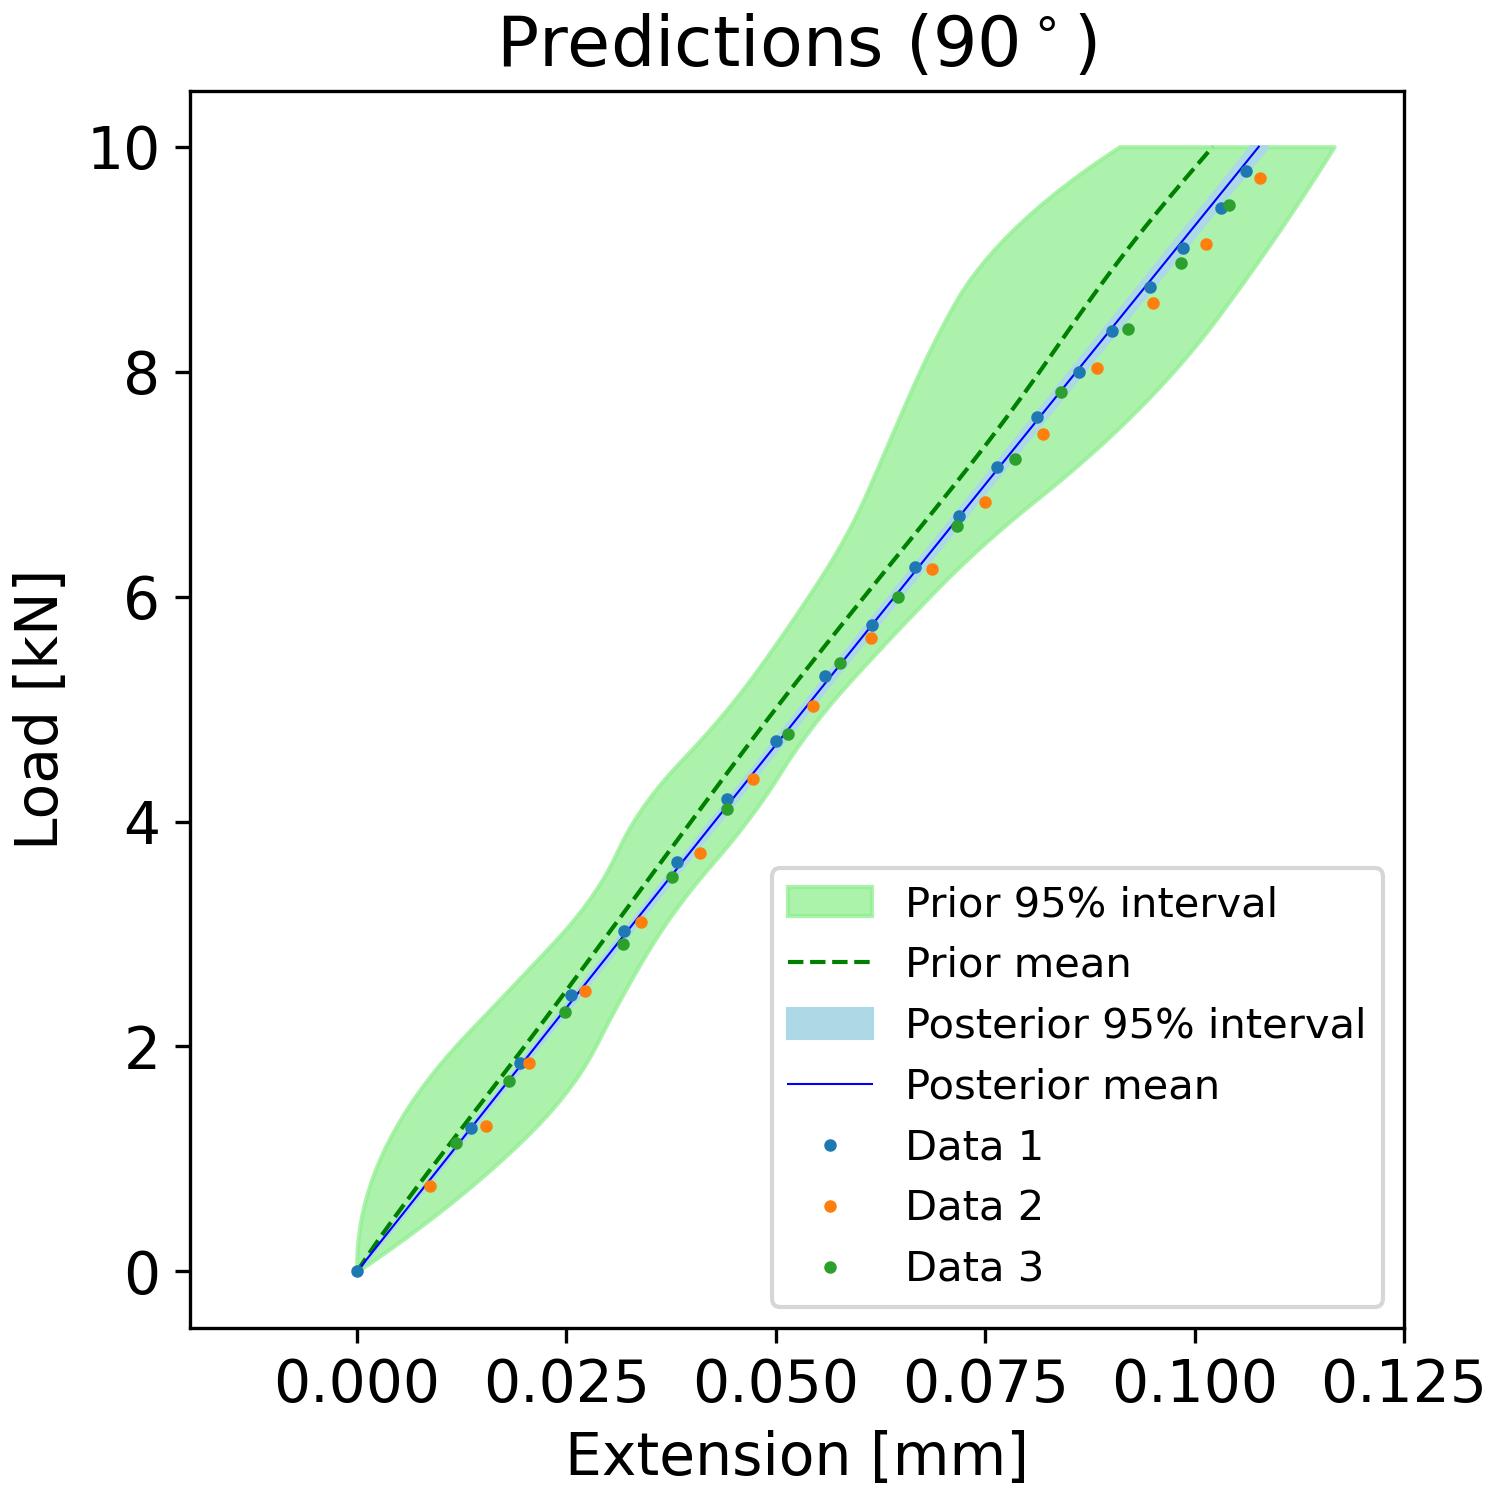 Predictions (90°)
Load [kN]
10
8
6
4
2
0
Prior 95% interval
Prior mean
Posterior 95% interval
Posterior mean
Data 1
Data 2
Data 3
0.000 0.025 0.050 0.075 0.100 0.125
Extension [mm]